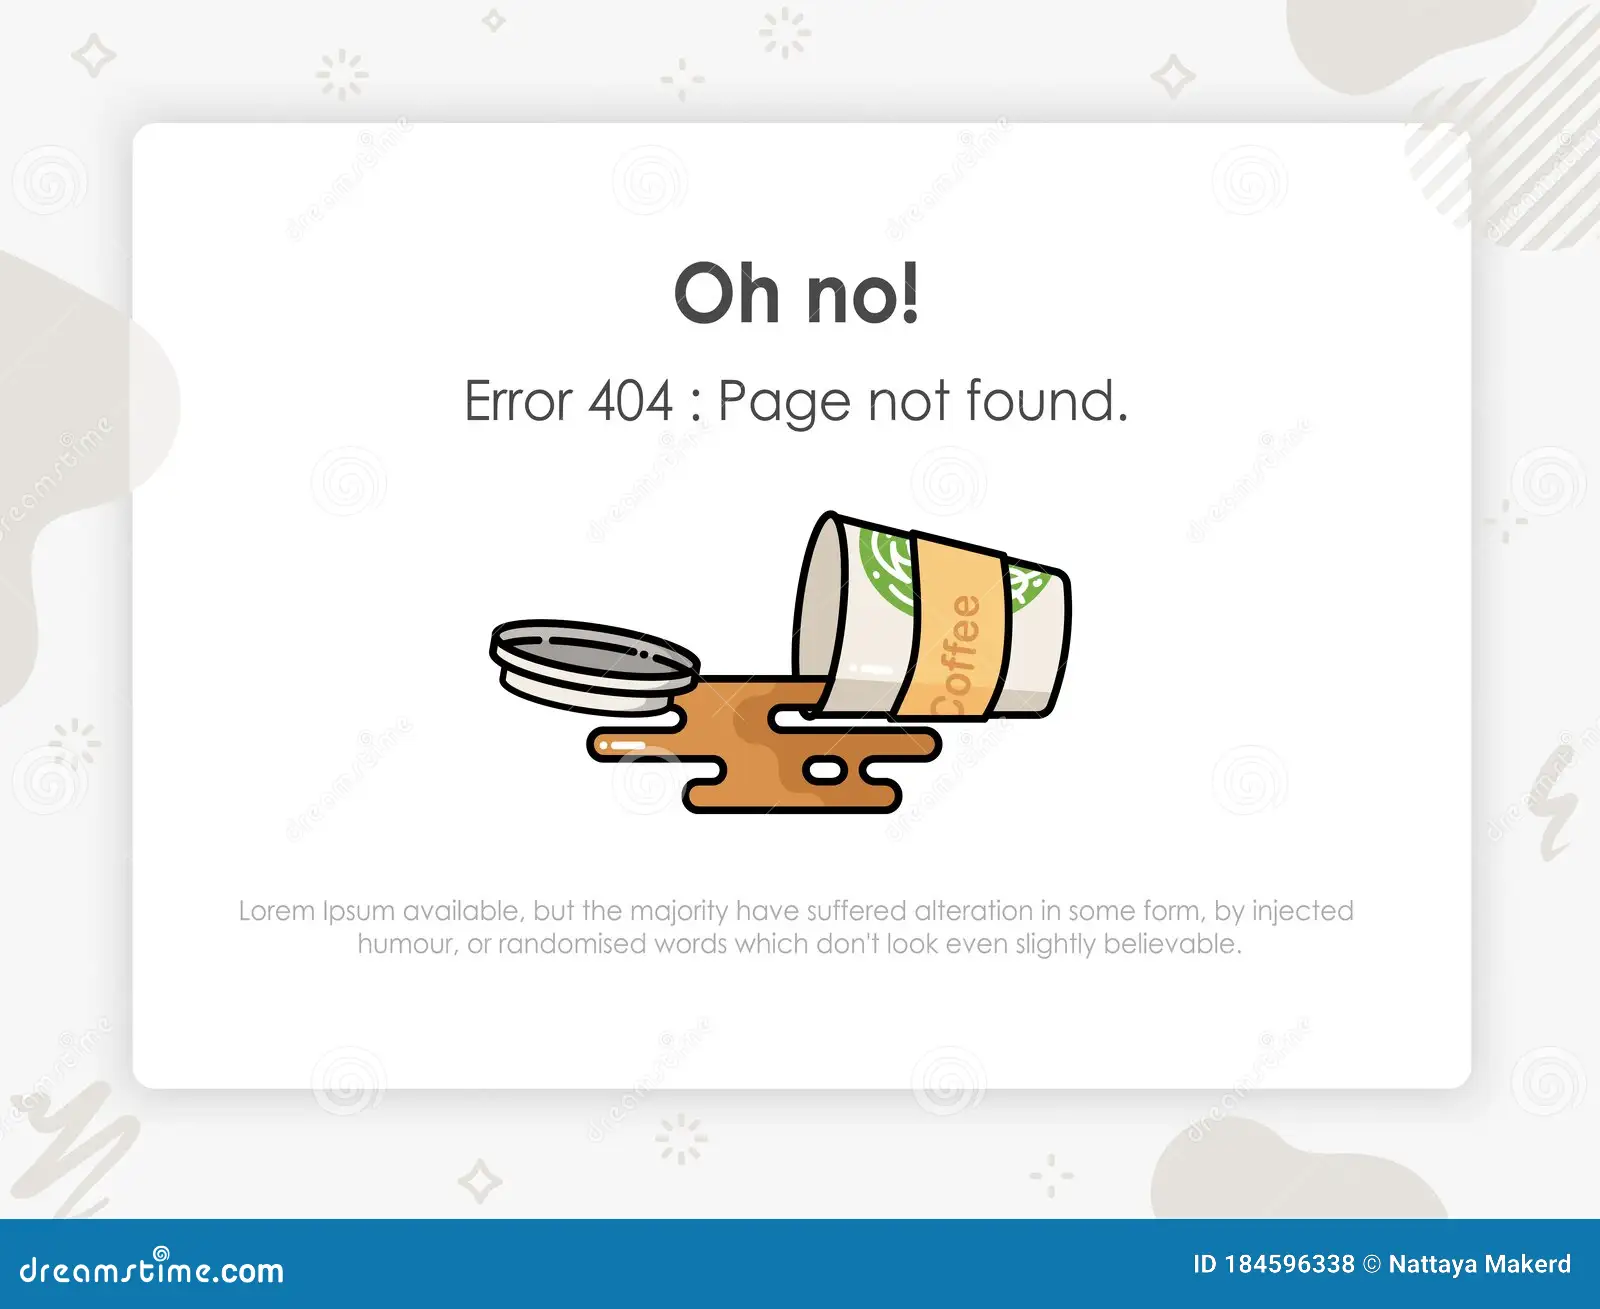 Oh no!
Error 404 : Page not found.
Coffee
Lorem Ipsum available, but the majority have suffered alteration in some form, by injected
humour, or randomised words which don't look even slightly believable.
dreamstime.com
ID 184596338 © Nattaya Makerd